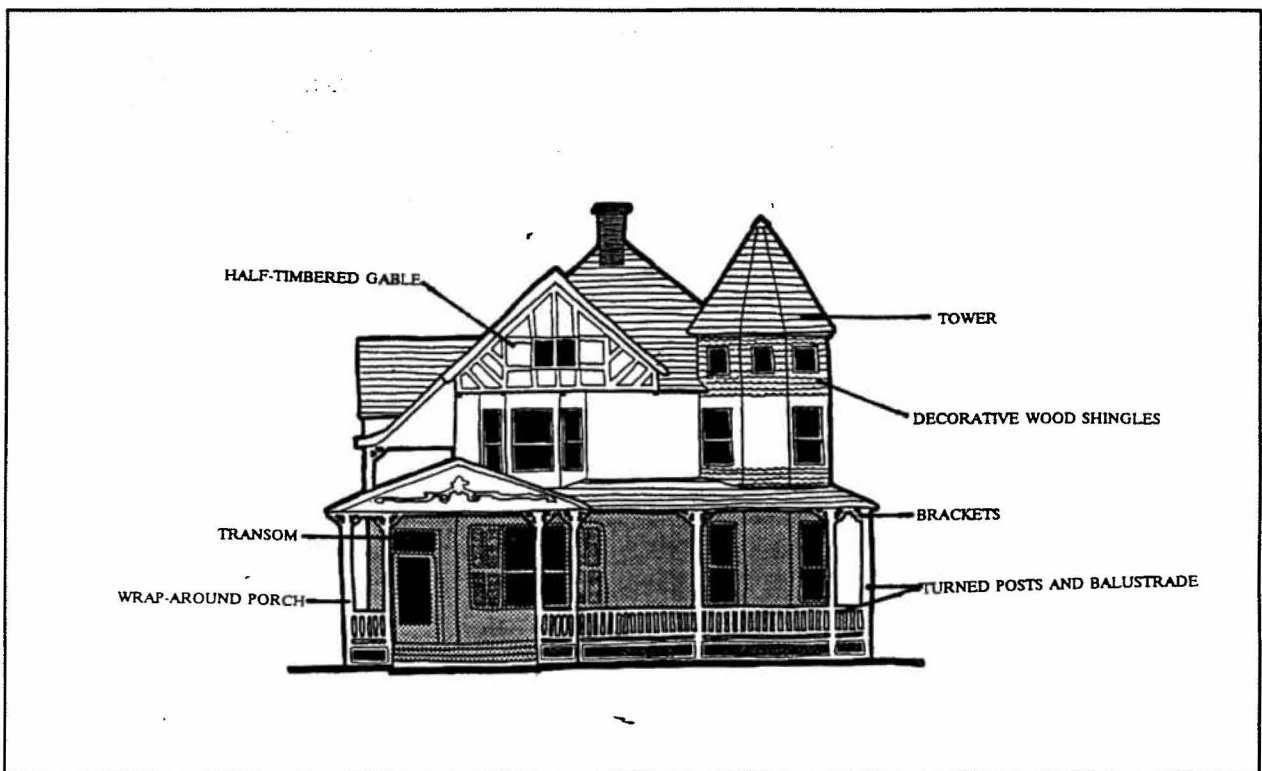 HALF-TIMBERED GABLE
TOWER
DECORATIVE WOOD SHINGLES
BRACKETS
TRANSOM
TURNED POSTS AND BALUSTRADE
WRAP-AROUND PORCH